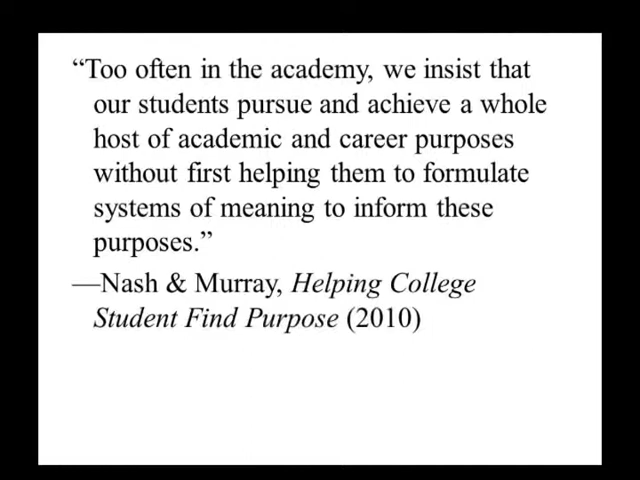 “Too often in the academy, we insist that
our students pursue and achieve a whole
host of academic and career purposes
without first helping them to formulate
systems of meaning to inform these
purposes.”
—Nash & Murray, Helping College
Student Find Purpose (2010)